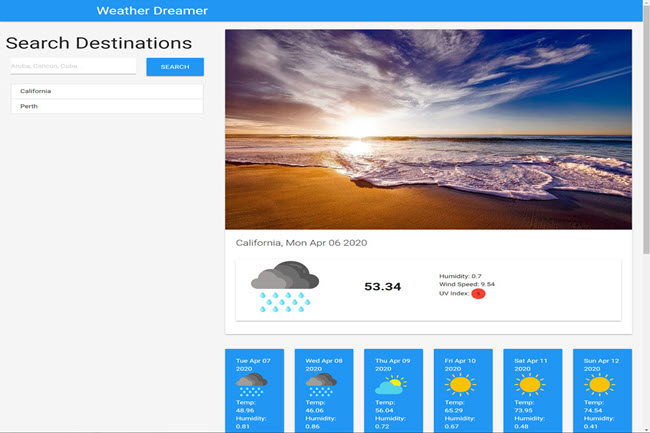 Weather Dreamer
Search Destinations
Aruba, Cancun, Cuba...
SEARCH
California
Perth
California, Mon Apr 06 2020
53.34
Humidity: 0.7
Wind Speed: 9.54
UV Index:
Tue Apr 07
2020
Temp:
48.96
Humidity:
0.81
Wed Apr 08
2020
Temp:
46.06
Humidity:
0.86
Thu Apr 09
2020
Temp:
56.04
Humidity:
0.72
Fri Apr 10
2020
Temp:
65.29
Humidity:
0.67
Sat Apr 11
2020
Temp:
73.95
Humidity:
0.48
Sun Apr 12
2020
Temp:
74.54
Humidity:
0.41